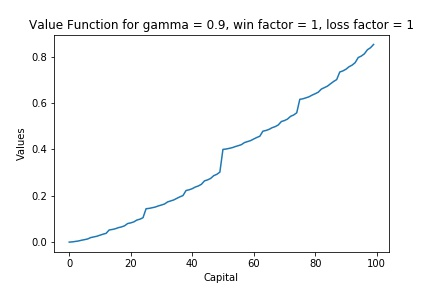 Value Function for gamma = 0.9, win factor = 1, loss factor = 1
0.8
0.6
0.4
0.2
0.0
Values
0 20 40 60 80 100
Capital